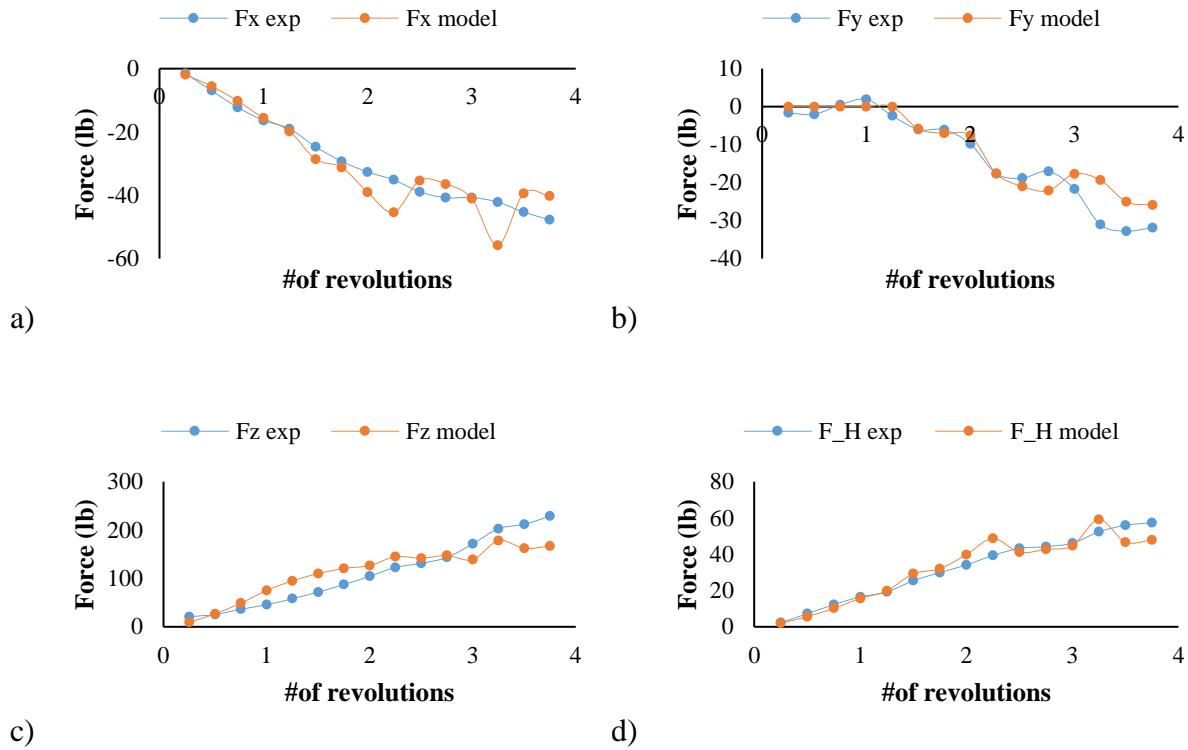 Fx exp Fx model
0
-20
-40
-60
0 1 2 3 4
Force (lb)
#of revolutions
a)
Fy exp Fy model
10
0
-10
-20
-30
-40
0 1 2 3 4
Force (lb)
#of revolutions
b)
Fz exp Fz model
300
200
100
0
0 1 2 3 4
Force (lb)
#of revolutions
c)
F_H exp F_H model
80
60
40
20
0
0 1 2 3 4
Force (lb)
#of revolutions
d)